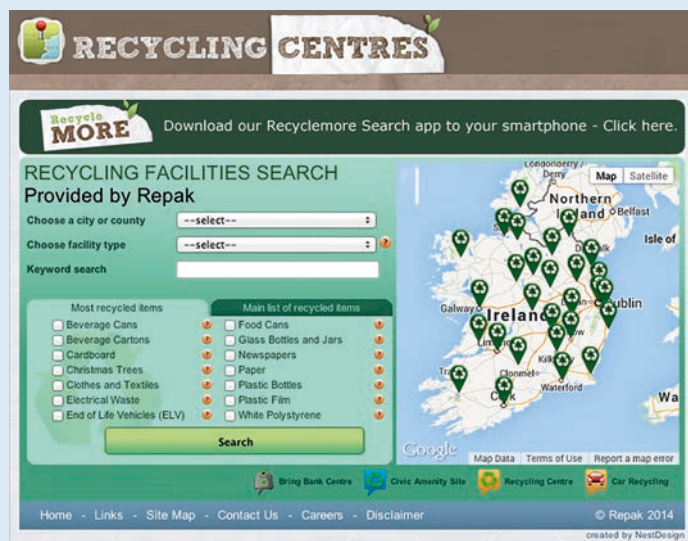 RECYCLING CENTRES
Recycle
MORE
Download our Recyclemore Search app to your smartphone - Click here.
RECYCLING FACILITIES SEARCH
Provided by Repak
Choose a city or county
--select--
Choose facility type
--select--
Keyword search
Most recycled items
Main list of recycled items
Beverage Cans
Beverage Cartons
Cardboard
Christmas Trees
Clothes and Textiles
Electrical Waste
End of Life Vehicles (ELV)
Food Cans
Glass Bottles and Jars
Newspapers
Paper
Plastic Bottles
Plastic Film
White Polystyrene
Search
Londonderry /
Derry
Map
Satellite
Northern
Ireland
Belfast
Isle of
Galway
Ireland
Clonmel
Waterford
Wa
Google
Map Data
Terms of Use
Report a map error
Bring Bank Centre
Civic Amenity Site
Recycling Centre
Car Recycling
Home - Links - Site Map - Contact Us - Careers - Disclaimer
© Repak 2014
created by NestDesign